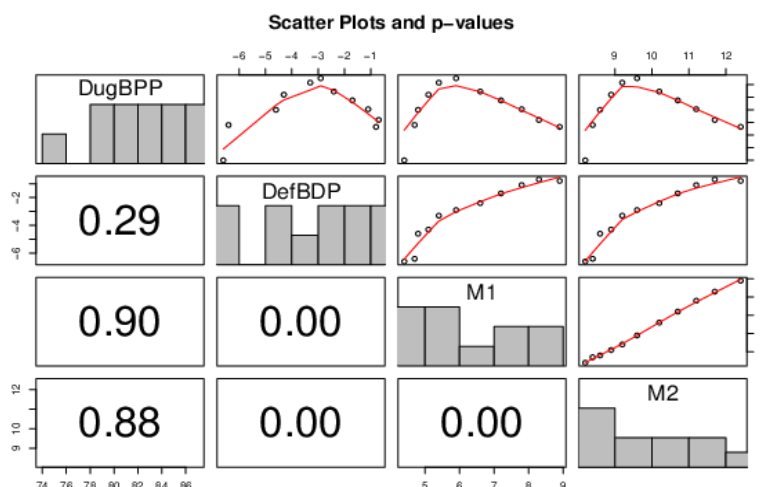 Scatter Plots and p−values
−6 −5 −4 −3 −2 −1
9 10 11 12
DugBPP
−2
−4
−6
0.29
DefBDP
0.90
0.00
M1
12
10
9
0.88
0.00
0.00
M2
74 76 78 80 82 84 86
5 6 7 8 9